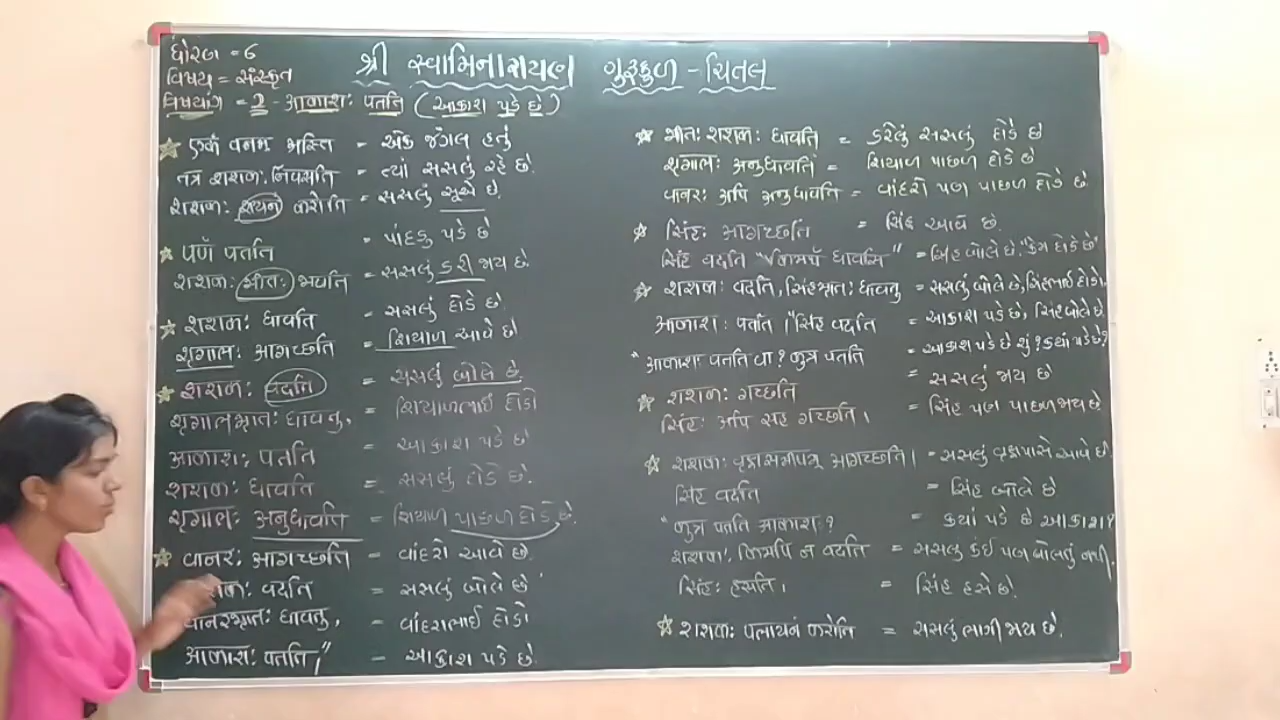 ધોરણ = 6
વિષય = સંસ્કૃત
વિષયાંગ = 2 - आकाशः पतति (આકાશ પડે છે)
શ્રી સ્વામિનારાયણ ગુરુકુળ - ચિતલ
एकं वनम् अस्ति = એક જંગલ હતું
तत्र शशकः निवसति = ત્યાં સસલું રહે છે.
शशकः शयनं करोति = સસલું સૂએ છે.
पर्णं पतति = પાંદડુ પડે છે
शशकः भीतः भवति = સસલું ડરી જાય છે.
शशकः धावति = સસલું દોડે છે.
शृगालः आगच्छति = શિયાળ આવે છે
शशकः वदति = સસલું બોલે છે.
शृगालभ्रातः धावतु, = શિયાળભાઈ દોડો
आकाशः पतति = આકાશ પડે છે
शशकः धावति = સસલું દોડે છે.
शृगालः अनुधावति = શિયાળ પાછળ દોડે છે.
वानरः आगच्छति = વાંદરો આવે છે.
वदति = સસલું બોલે છે
वानरभ्रातः धावतु, = વાંદરાભાઈ દોડો
आकाशः पतति।" = આકાશ પડે છે.
भीतः शशकः धावति = ડરેલું સસલું દોડે છે
शृगालः अनुधावति = શિયાળ પાછળ દોડે છે
वानरः अपि अनुधावति = વાંદરો પણ પાછળ દોડે છે
सिंहः आगच्छति = સિંહ આવે છે.
सिंह वदति "किमर्थं धावसि" = સિંહ બોલે છે. "કેમ દોડે છે"
शशकः वदति, सिंहभ्रातः धावतु = સસલું બોલે છે, સિંહભાઈ દોડો.
आकाशः पतति।" सिंह वदति = આકાશ પડે છે, સિંહ બોલે છે.
"आकाशः पतति वा? कुत्र पतति = આકાશ પડે છે શું? ક્યાં પડે છે?
शशकः गच्छति = સસલું જાય છે
सिंहः अपि सह गच्छति। = સિંહ પણ પાછળ જાય છે
शशकः वृक्षसमीपम् आगच्छति। = સસલું વૃક્ષ પાસે આવે છે.
सिंह वदति = સિંહ બોલે છે
"कुत्र पतति आकाशः? = ક્યાં પડે છે આકાશ?
शशकः किमपि न वदति = સસલુ કંઈ પણ બોલતું નથી.
सिंहः हसति। = સિંહ હસે છે.
शशकः पलायनं करोति = સસલું ભાગી જાય છે.